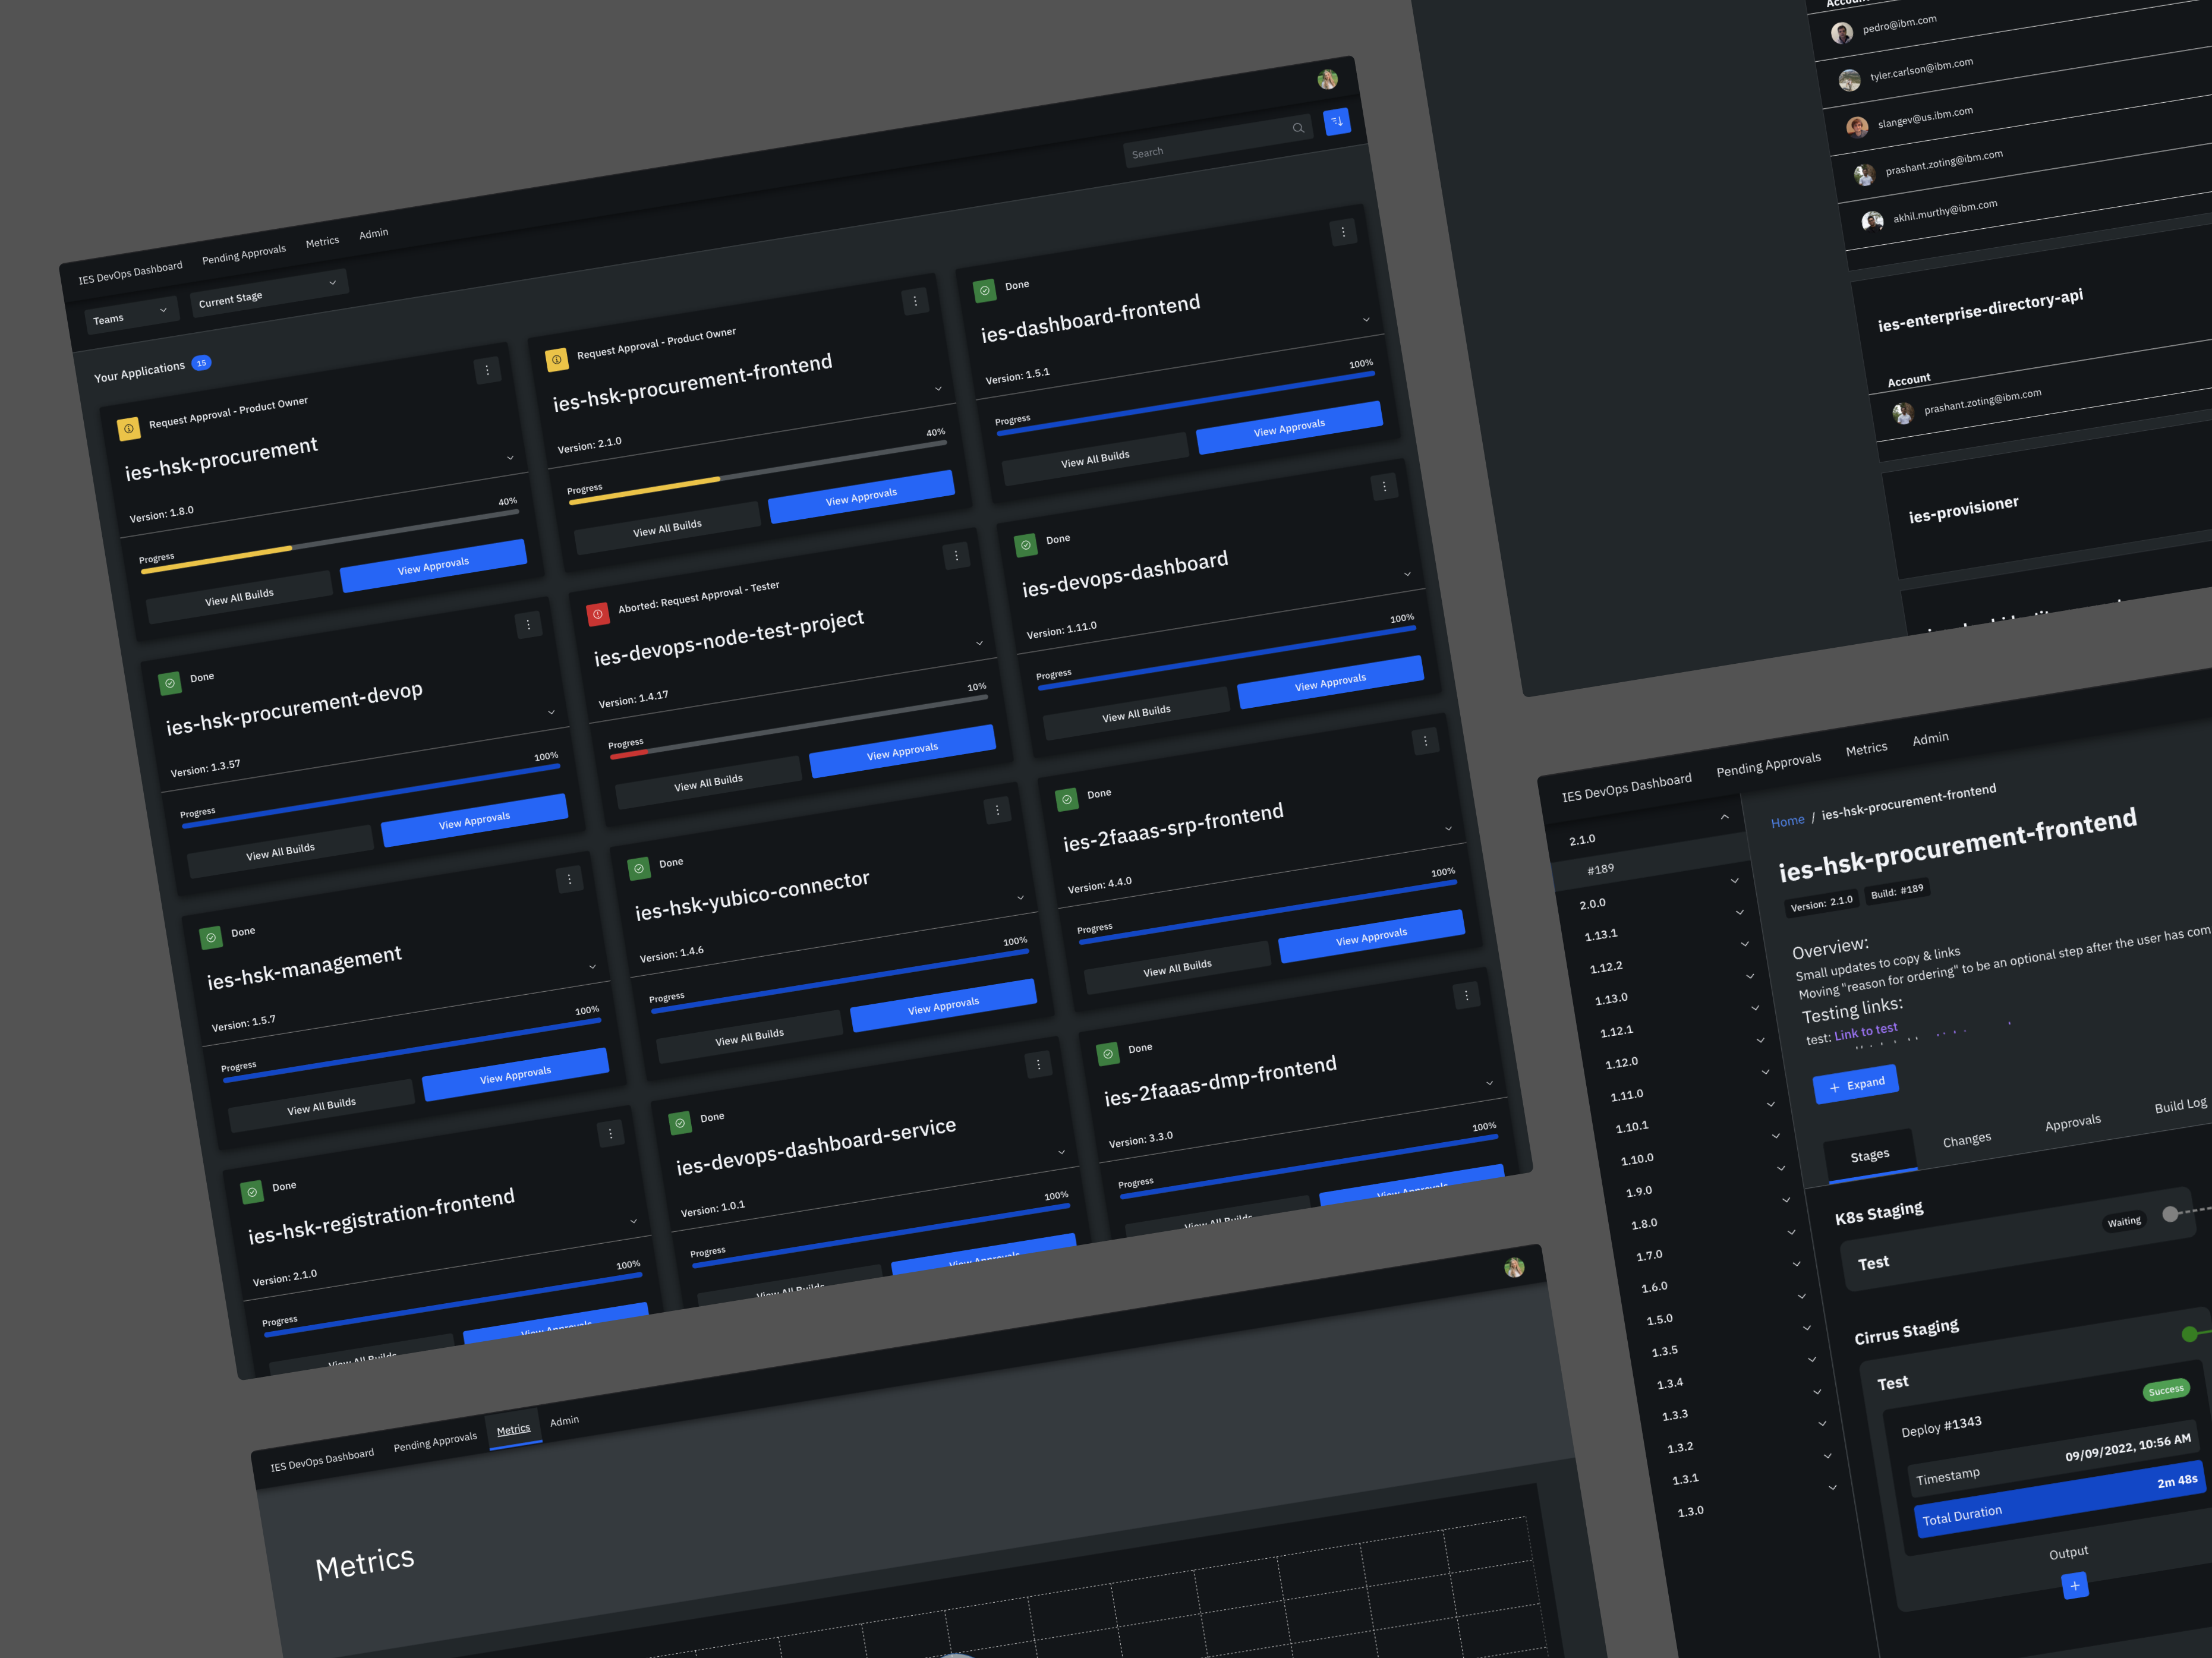 IES DevOps Dashboard
Pending Approvals
Metrics
Admin
Search
Teams
Current Stage
Your Applications 15
Request Approval - Product Owner
ies-hsk-procurement
Version: 1.8.0
Progress
40%
View All Builds
View Approvals
Request Approval - Product Owner
ies-hsk-procurement-frontend
Version: 2.1.0
Progress
40%
View All Builds
View Approvals
Done
ies-dashboard-frontend
Version: 1.5.1
Progress
100%
View All Builds
View Approvals
Done
ies-hsk-procurement-devop
Version: 1.3.57
Progress
100%
View All Builds
View Approvals
Aborted: Request Approval - Tester
ies-devops-node-test-project
Version: 1.4.17
Progress
10%
View All Builds
View Approvals
Done
ies-devops-dashboard
Version: 1.11.0
Progress
100%
View All Builds
View Approvals
Done
ies-hsk-management
Version: 1.5.7
Progress
100%
View All Builds
View Approvals
Done
ies-hsk-yubico-connector
Version: 1.4.6
Progress
100%
View All Builds
View Approvals
Done
ies-2faaas-srp-frontend
Version: 4.4.0
Progress
100%
View All Builds
View Approvals
Done
ies-hsk-registration-frontend
Version: 2.1.0
Progress
100%
View All Builds
View Approvals
Done
ies-devops-dashboard-service
Version: 1.0.1
Progress
100%
View All Builds
View Approvals
Done
ies-2faaas-dmp-frontend
Version: 3.3.0
Progress
100%
View All Builds
View Approvals
pedro@ibm.com
tyler.carlson@ibm.com
slangev@us.ibm.com
prashant.zoting@ibm.com
akhil.murthy@ibm.com
ies-enterprise-directory-api
Account
prashant.zoting@ibm.com
ies-provisioner
IES DevOps Dashboard
Pending Approvals
Metrics
Admin
2.1.0
#189
2.0.0
1.13.1
1.12.2
1.13.0
1.12.1
1.12.0
1.11.0
1.10.1
1.10.0
1.9.0
1.8.0
1.7.0
1.6.0
1.5.0
1.3.5
1.3.4
1.3.3
1.3.2
1.3.1
1.3.0
Home / ies-hsk-procurement-frontend
ies-hsk-procurement-frontend
Version: 2.1.0
Build: #189
Overview:
Small updates to copy & links
Moving "reason for ordering" to be an optional step after the user has com
Testing links:
test: Link to test
+ Expand
Stages
Changes
Approvals
Build Log
K8s Staging
Test
Waiting
Cirrus Staging
Test
Success
Deploy #1343
Timestamp
09/09/2022, 10:56 AM
Total Duration
2m 48s
Output
+
IES DevOps Dashboard
Pending Approvals
Metrics
Admin
Metrics